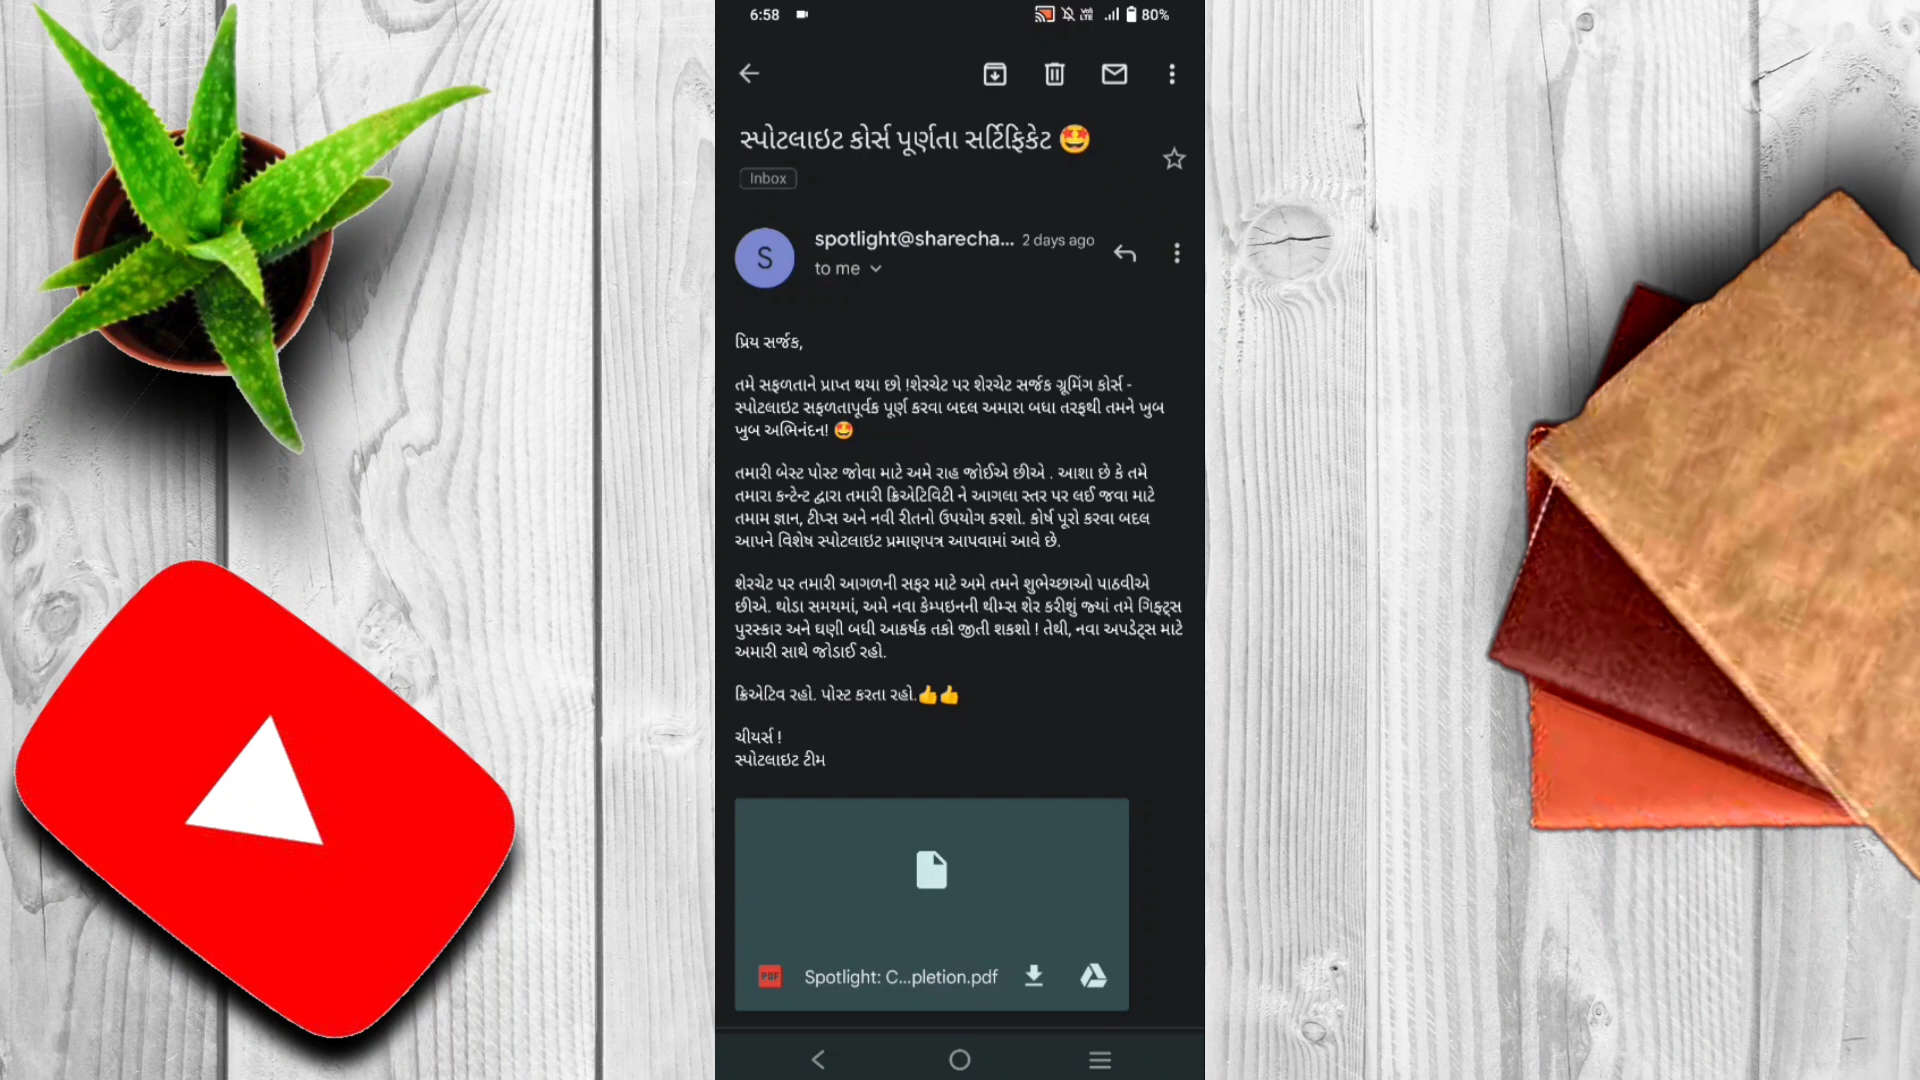 6:58
80%
સ્પોટલાઇટ કોર્સ પૂર્ણતા સર્ટિફિકેટ 🤩
Inbox
S
spotlight@sharecha... 2 days ago
to me
પ્રિય સર્જક,
તમે સફળતાને પ્રાપ્ત થયા છો !શેરચેટ પર શેરચેટ સર્જક ગ્રૂમિંગ કોર્સ -
સ્પોટલાઇટ સફળતાપૂર્વક પૂર્ણ કરવા બદલ અમારા બધા તરફથી તમને ખુબ
ખુબ અભિનંદન! 🤩
તમારી બેસ્ટ પોસ્ટ જોવા માટે અમે રાહ જોઈએ છીએ . આશા છે કે તમે
તમારા કન્ટેન્ટ દ્વારા તમારી ક્રિએટિવિટી ને આગલા સ્તર પર લઈ જવા માટે
તમામ જ્ઞાન, ટીપ્સ અને નવી રીતનો ઉપયોગ કરશો. કોર્ષ પૂરો કરવા બદલ
આપને વિશેષ સ્પોટલાઇટ પ્રમાણપત્ર આપવામાં આવે છે.
શેરચેટ પર તમારી આગળની સફર માટે અમે તમને શુભેચ્છાઓ પાઠવીએ
છીએ. થોડા સમયમાં, અમે નવા કેમ્પઇનની થીમ્સ શેર કરીશું જ્યાં તમે ગિફ્ટ્સ
પુરસ્કાર અને ઘણી બધી આકર્ષક તકો જીતી શકશો ! તેથી, નવા અપડેટ્સ માટે
અમારી સાથે જોડાઈ રહો.
ક્રિએટિવ રહો. પોસ્ટ કરતા રહો.👍👍
ચીયર્સ !
સ્પોટલાઇટ ટીમ
PDF Spotlight: C...pletion.pdf